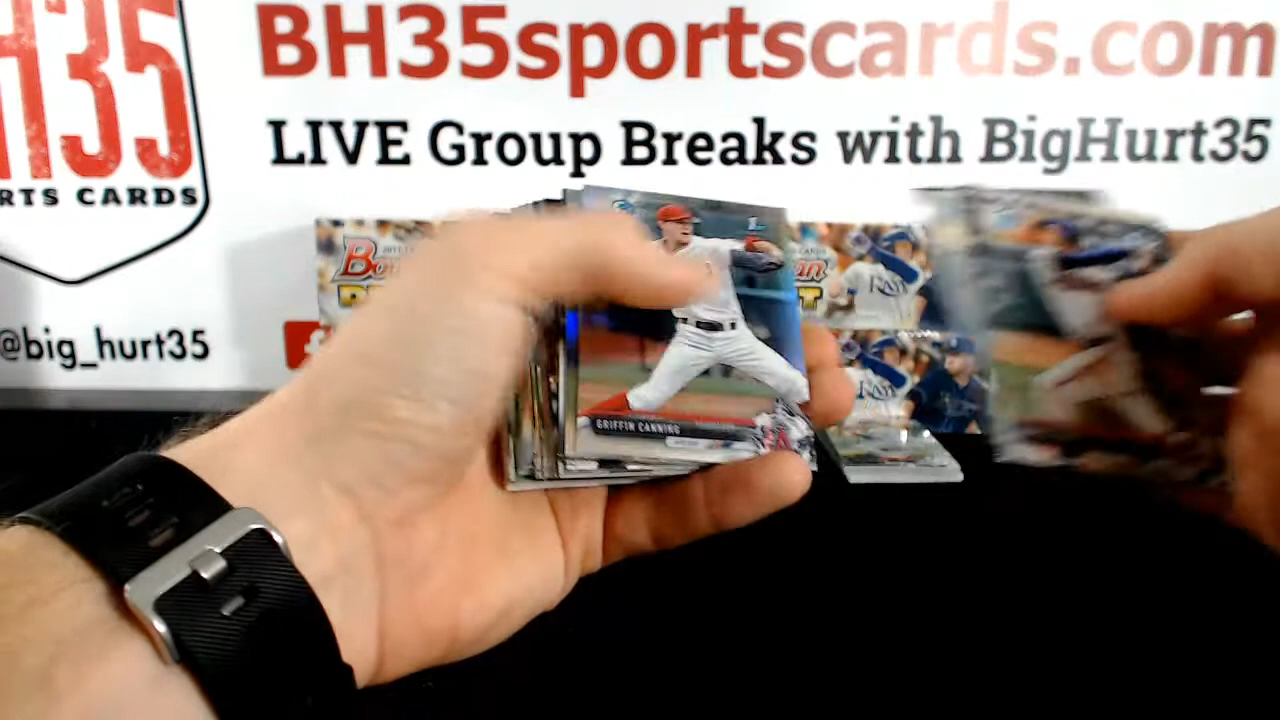 BH35sportscards.com
LIVE Group Breaks with BigHurt35
H35
RTS CARDS
@big_hurt35
GRIFFIN CANNING